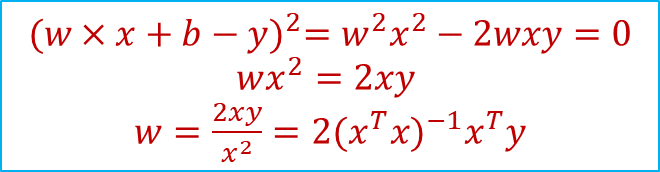 (w × x + b − y)²= w²x² − 2wxy = 0
wx² = 2xy
w = 2xy/x² = 2(xᵀx)⁻¹xᵀy